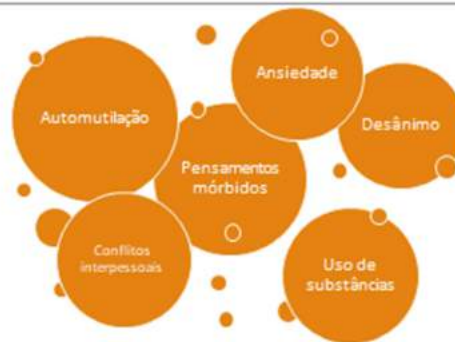 Ansiedade
Automutilação
Desânimo
Pensamentos
mórbidos
Conflitos
interpessoais
Uso de
substâncias